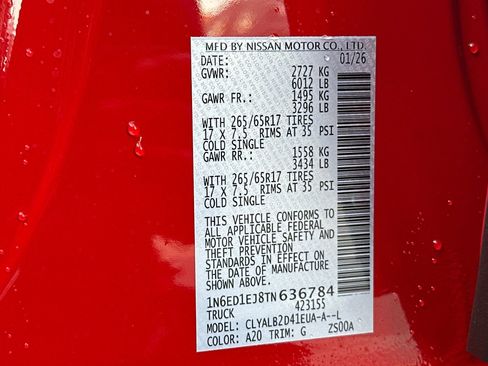 MFD BY NISSAN MOTOR CO., LTD.
DATE: 01/26
GVWR: 2727 KG
6012 LB
GAWR FR.: 1495 KG
3296 LB
WITH 265/65R17 TIRES
17 X 7.5 RIMS AT 35 PSI
COLD SINGLE
GAWR RR.: 1558 KG
3434 LB
WITH 265/65R17 TIRES
17 X 7.5 RIMS AT 35 PSI
COLD SINGLE
THIS VEHICLE CONFORMS TO
ALL APPLICABLE FEDERAL
MOTOR VEHICLE SAFETY AND
THEFT PREVENTION
STANDARDS IN EFFECT ON
THE DATE OF MANUFACTURE
SHOWN ABOVE.
1N6ED1EJ8TN636784
TRUCK 423155
MODEL: CLYALB2D41EUA-A--L
COLOR: A20 TRIM: G ZS00A